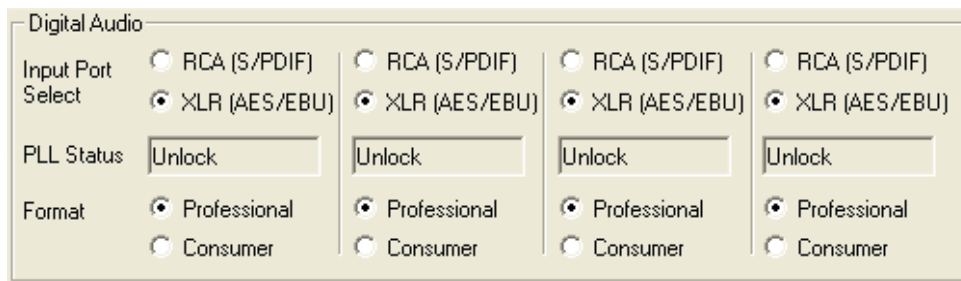 Digital Audio
Input Port Select
RCA (S/PDIF) RCA (S/PDIF) RCA (S/PDIF) RCA (S/PDIF)
XLR (AES/EBU) XLR (AES/EBU) XLR (AES/EBU) XLR (AES/EBU)
PLL Status Unlock Unlock Unlock Unlock
Format Professional Professional Professional Professional
Consumer Consumer Consumer Consumer